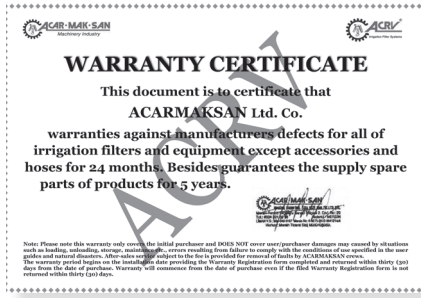 ACAR·MAK·SAN
Machinery Industry
ACRV
Irrigation Filter Systems
WARRANTY CERTIFICATE
This document is to certificate that
ACARMAKSAN Ltd. Co.
warranties against manufacturers defects for all of
irrigation filters and equipment except accessories and
hoses for 24 months. Besides guarantees the supply spare
parts of products for 5 years.
ACRV
ACAR MAK-SAN
Note: Please note this warranty only covers the initial purchaser and DOES NOT cover user/purchaser damages may caused by situations
such as loading, unloading, storage, maintain, etc., errors resulting from failure to comply with the conditions of use specified in the user
guides and natural disasters. After-sales service subject to the fee is provided for removal of faults by ACARMAKSAN crews.
The warranty period begins on the installation date providing the Warranty Registration form completed and returned within thirty (30)
days from the date of purchase. Warranty will commence from the date of purchase even if the filed Warranty Registration form is not
returned within thirty (30) days.